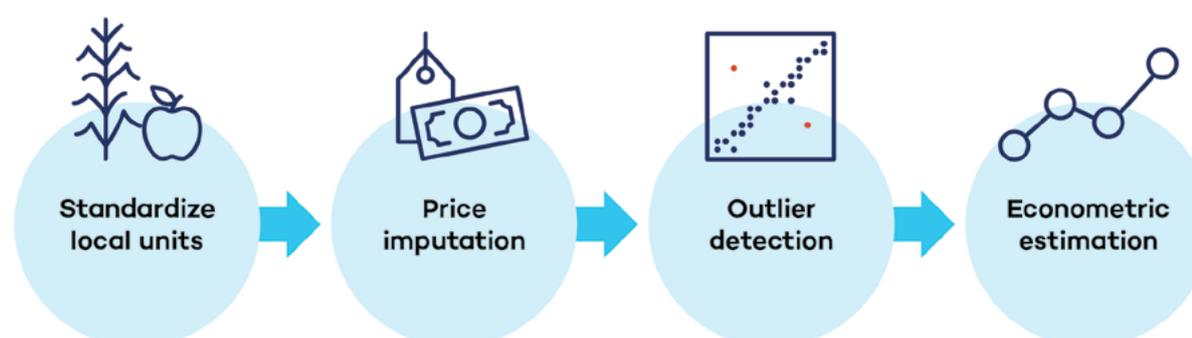 Standardize
local units
Price
imputation
Outlier
detection
Econometric
estimation